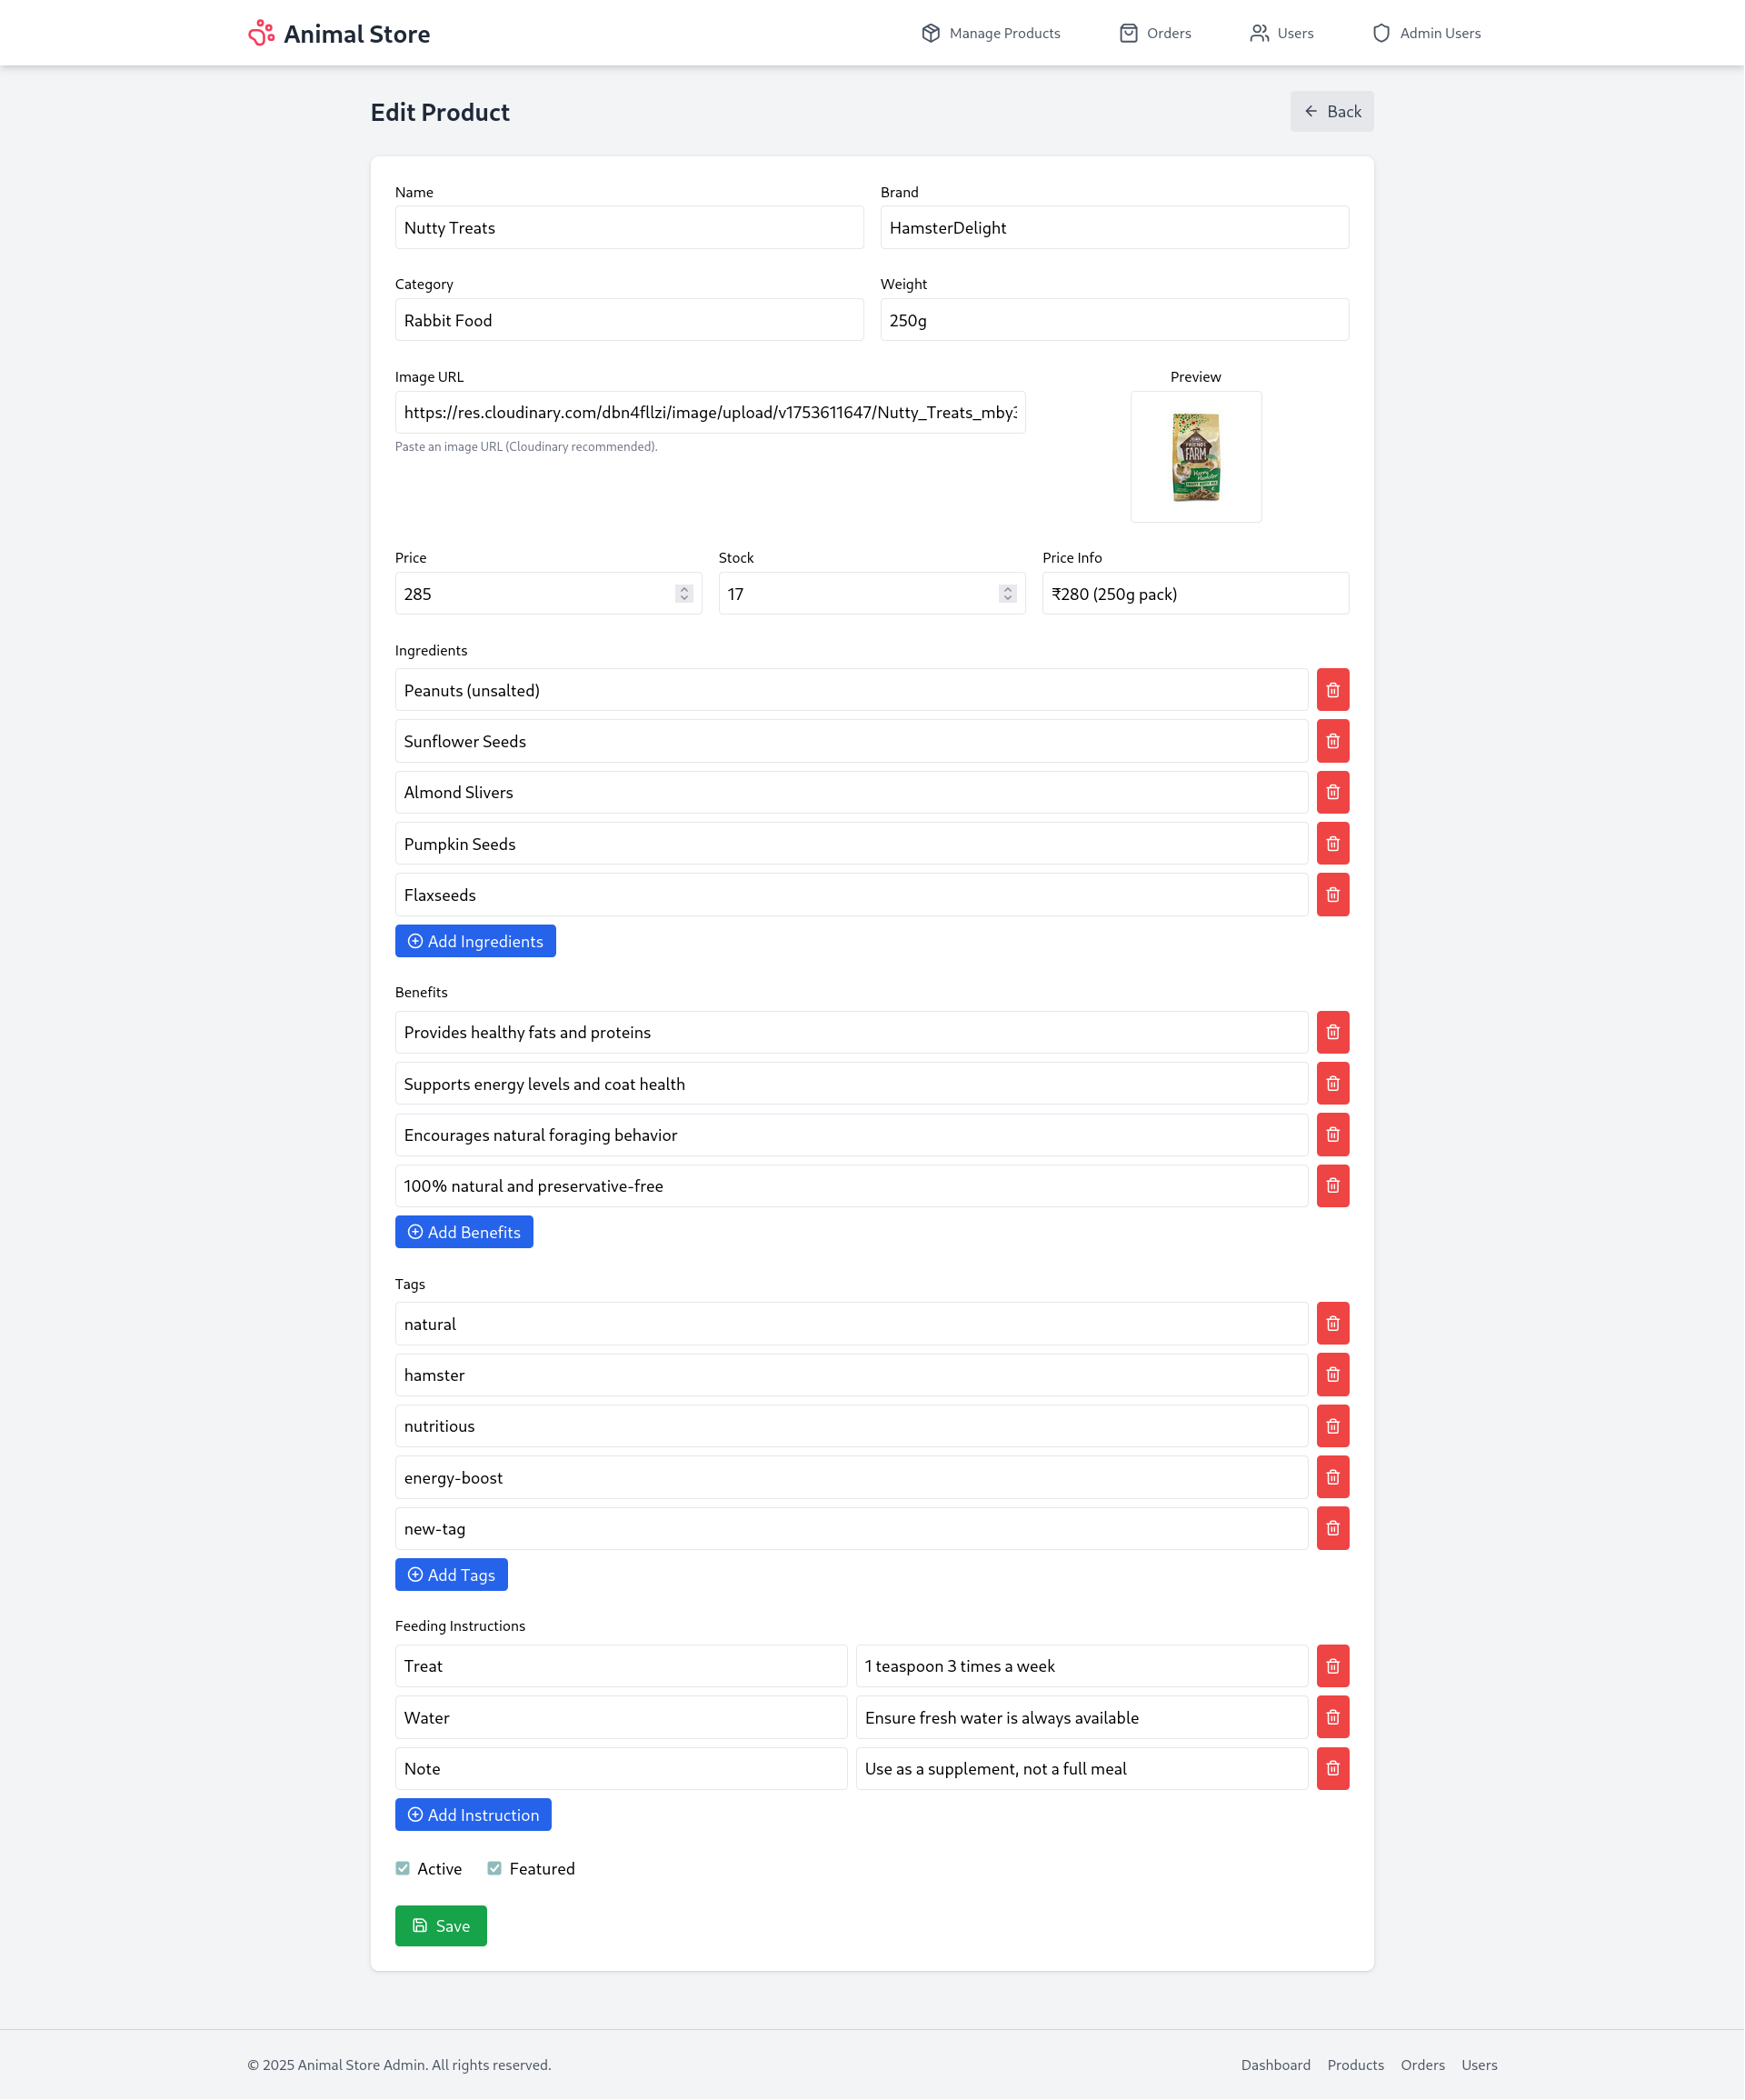 Animal Store
Manage Products
Orders
Users
Admin Users
Edit Product
Back
Name
Brand
Nutty Treats
HamsterDelight
Category
Weight
Rabbit Food
250g
Image URL
Preview
https://res.cloudinary.com/dbn4fllzi/image/upload/v1753611647/Nutty_Treats_mby
Paste an image URL (Cloudinary recommended).
FRIENDS
FARM
Price
Stock
Price Info
285
17
₹280 (250g pack)
Ingredients
Peanuts (unsalted)
Sunflower Seeds
Almond Slivers
Pumpkin Seeds
Flaxseeds
Add Ingredients
Benefits
Provides healthy fats and proteins
Supports energy levels and coat health
Encourages natural foraging behavior
100% natural and preservative-free
Add Benefits
Tags
natural
hamster
nutritious
energy-boost
new-tag
Add Tags
Feeding Instructions
Treat
1 teaspoon 3 times a week
Water
Ensure fresh water is always available
Note
Use as a supplement, not a full meal
Add Instruction
Active
Featured
Save
© 2025 Animal Store Admin. All rights reserved.
Dashboard
Products
Orders
Users